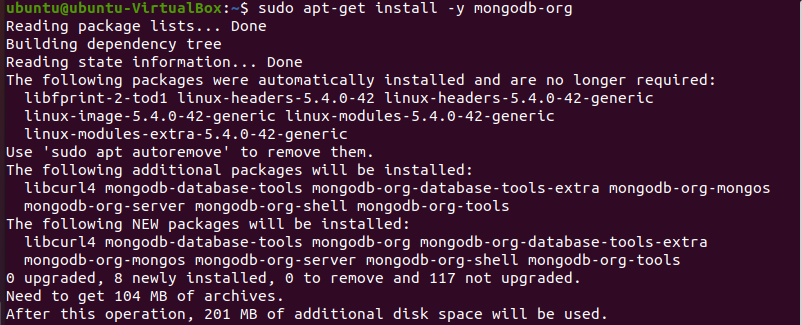 ubuntu@ubuntu-VirtualBox:~$ sudo apt-get install -y mongodb-org
Reading package lists... Done
Building dependency tree
Reading state information... Done
The following packages were automatically installed and are no longer required:
  libfprint-2-tod1 linux-headers-5.4.0-42 linux-headers-5.4.0-42-generic
  linux-image-5.4.0-42-generic linux-modules-5.4.0-42-generic
  linux-modules-extra-5.4.0-42-generic
Use 'sudo apt autoremove' to remove them.
The following additional packages will be installed:
  libcurl4 mongodb-database-tools mongodb-org-database-tools-extra mongodb-org-mongos
  mongodb-org-server mongodb-org-shell mongodb-org-tools
The following NEW packages will be installed:
  libcurl4 mongodb-database-tools mongodb-org mongodb-org-database-tools-extra
  mongodb-org-mongos mongodb-org-server mongodb-org-shell mongodb-org-tools
0 upgraded, 8 newly installed, 0 to remove and 117 not upgraded.
Need to get 104 MB of archives.
After this operation, 201 MB of additional disk space will be used.